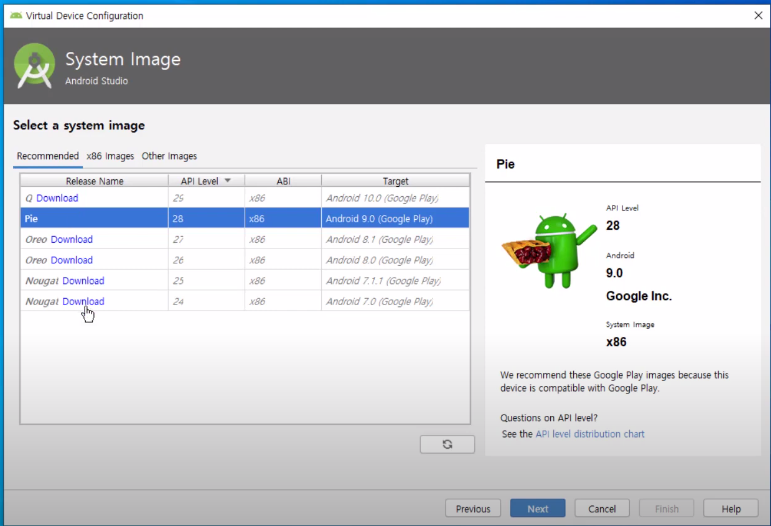 Virtual Device Configuration
System Image
Android Studio
Select a system image
Recommended x86 Images Other Images
Release Name API Level ABI Target
Q Download 29 x86 Android 10.0 (Google Play)
Pie 28 x86 Android 9.0 (Google Play)
Oreo Download 27 x86 Android 8.1 (Google Play)
Oreo Download 26 x86 Android 8.0 (Google Play)
Nougat Download 25 x86 Android 7.1.1 (Google Play)
Nougat Download 24 x86 Android 7.0 (Google Play)
Pie
API Level
28
Android
9.0
Google Inc.
System Image
x86
We recommend these Google Play images because this
device is compatible with Google Play.
Questions on API level?
See the API level distribution chart
Previous Next Cancel Finish Help